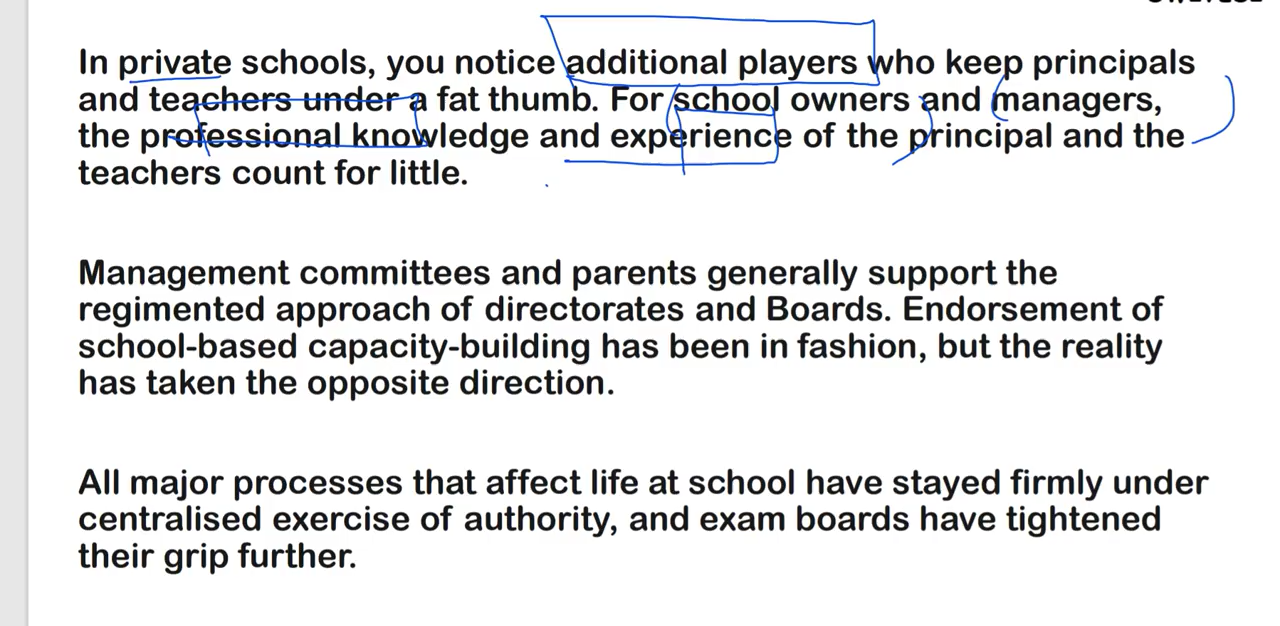 In private schools, you notice additional players who keep principals
and teachers under a fat thumb. For school owners and managers,
the professional knowledge and experience of the principal and the
teachers count for little.
Management committees and parents generally support the
regimented approach of directorates and Boards. Endorsement of
school-based capacity-building has been in fashion, but the reality
has taken the opposite direction.
All major processes that affect life at school have stayed firmly under
centralised exercise of authority, and exam boards have tightened
their grip further.